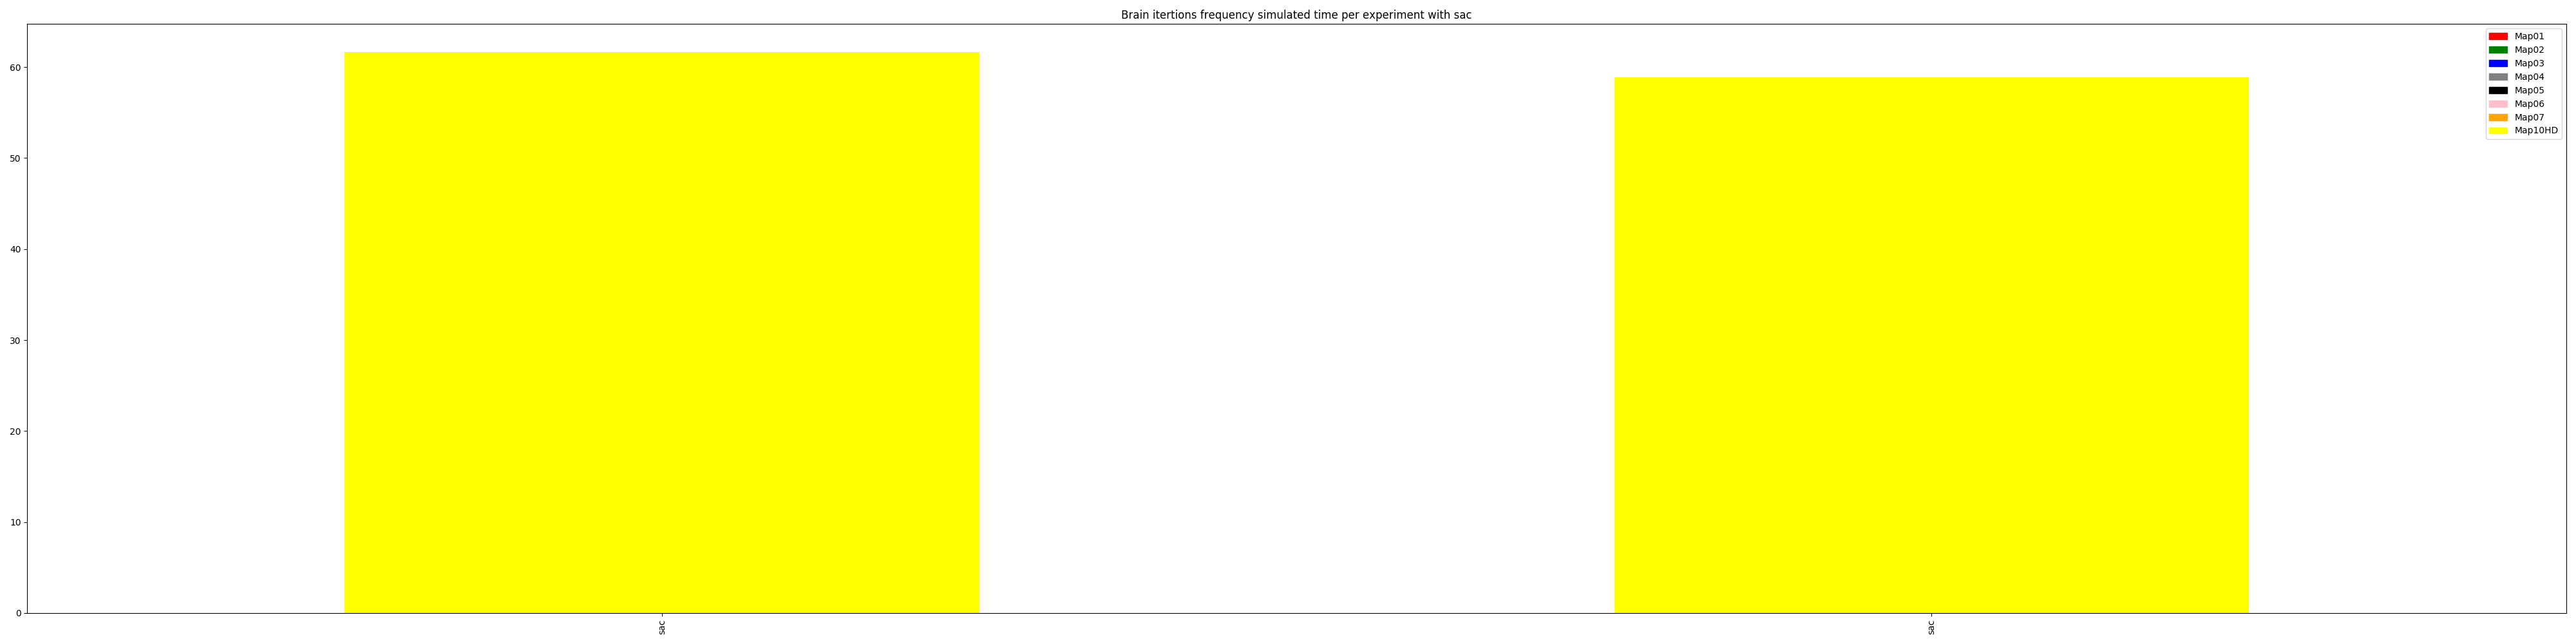 Brain itertions frequency simulated time per experiment with sac
60
50
40
30
20
10
0
Map01
Map02
Map03
Map04
Map05
Map06
Map07
Map10HD
sac
sac